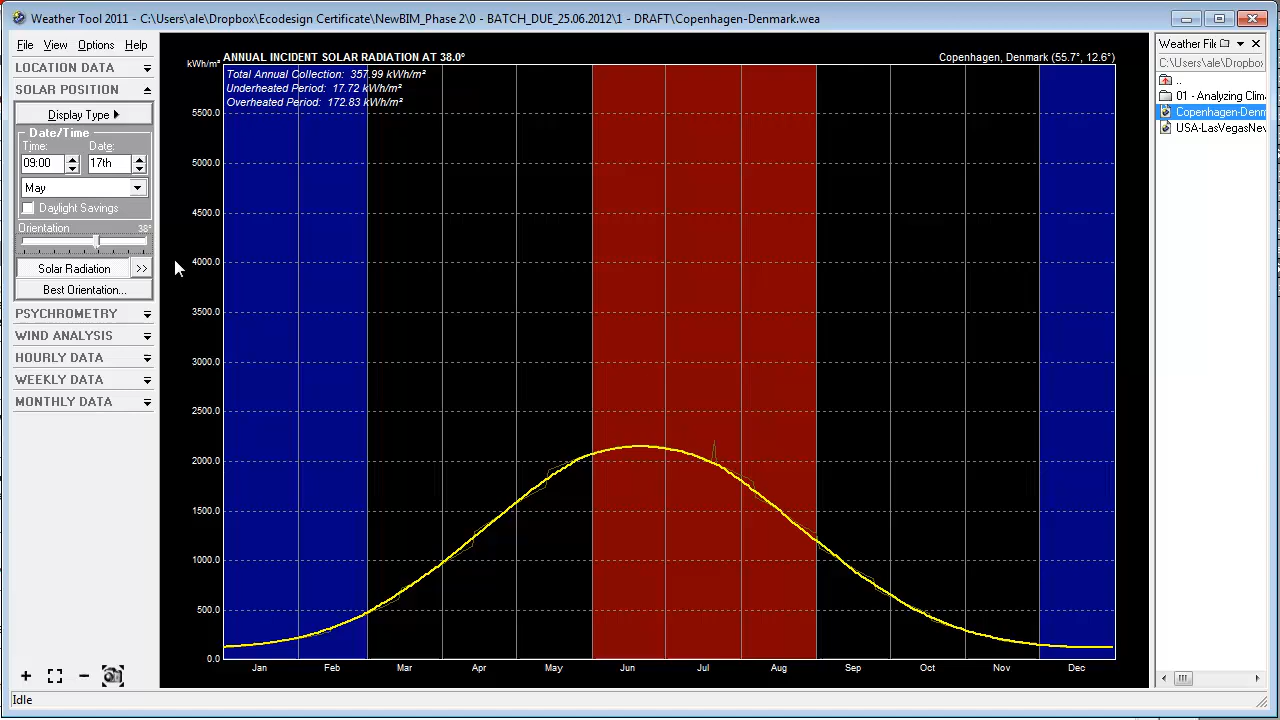 Weather Tool 2011 - C:\Users\ale\Dropbox\Ecodesign Certificate\NewBIM_Phase 2\0 - BATCH_DUE_25.06.2012\1 - DRAFT\Copenhagen-Denmark.wea
File View Options Help
LOCATION DATA
SOLAR POSITION
Display Type
Date/Time
Time: Date:
09:00 17th
May
Daylight Savings
Orientation 38°
Solar Radiation >>
Best Orientation...
PSYCHROMETRY
WIND ANALYSIS
HOURLY DATA
WEEKLY DATA
MONTHLY DATA
+ −
Idle
ANNUAL INCIDENT SOLAR RADIATION AT 38.0°
Copenhagen, Denmark (55.7°, 12.6°)
kWh/m²
Total Annual Collection: 357.99 kWh/m²
Underheated Period: 17.72 kWh/m²
Overheated Period: 172.83 kWh/m²
5500.0
5000.0
4500.0
4000.0
3500.0
3000.0
2500.0
2000.0
1500.0
1000.0
500.0
0.0
Jan Feb Mar Apr May Jun Jul Aug Sep Oct Nov Dec
Weather File
C:\Users\ale\Dropbox
..
01 - Analyzing Clim
Copenhagen-Denm
USA-LasVegasNev